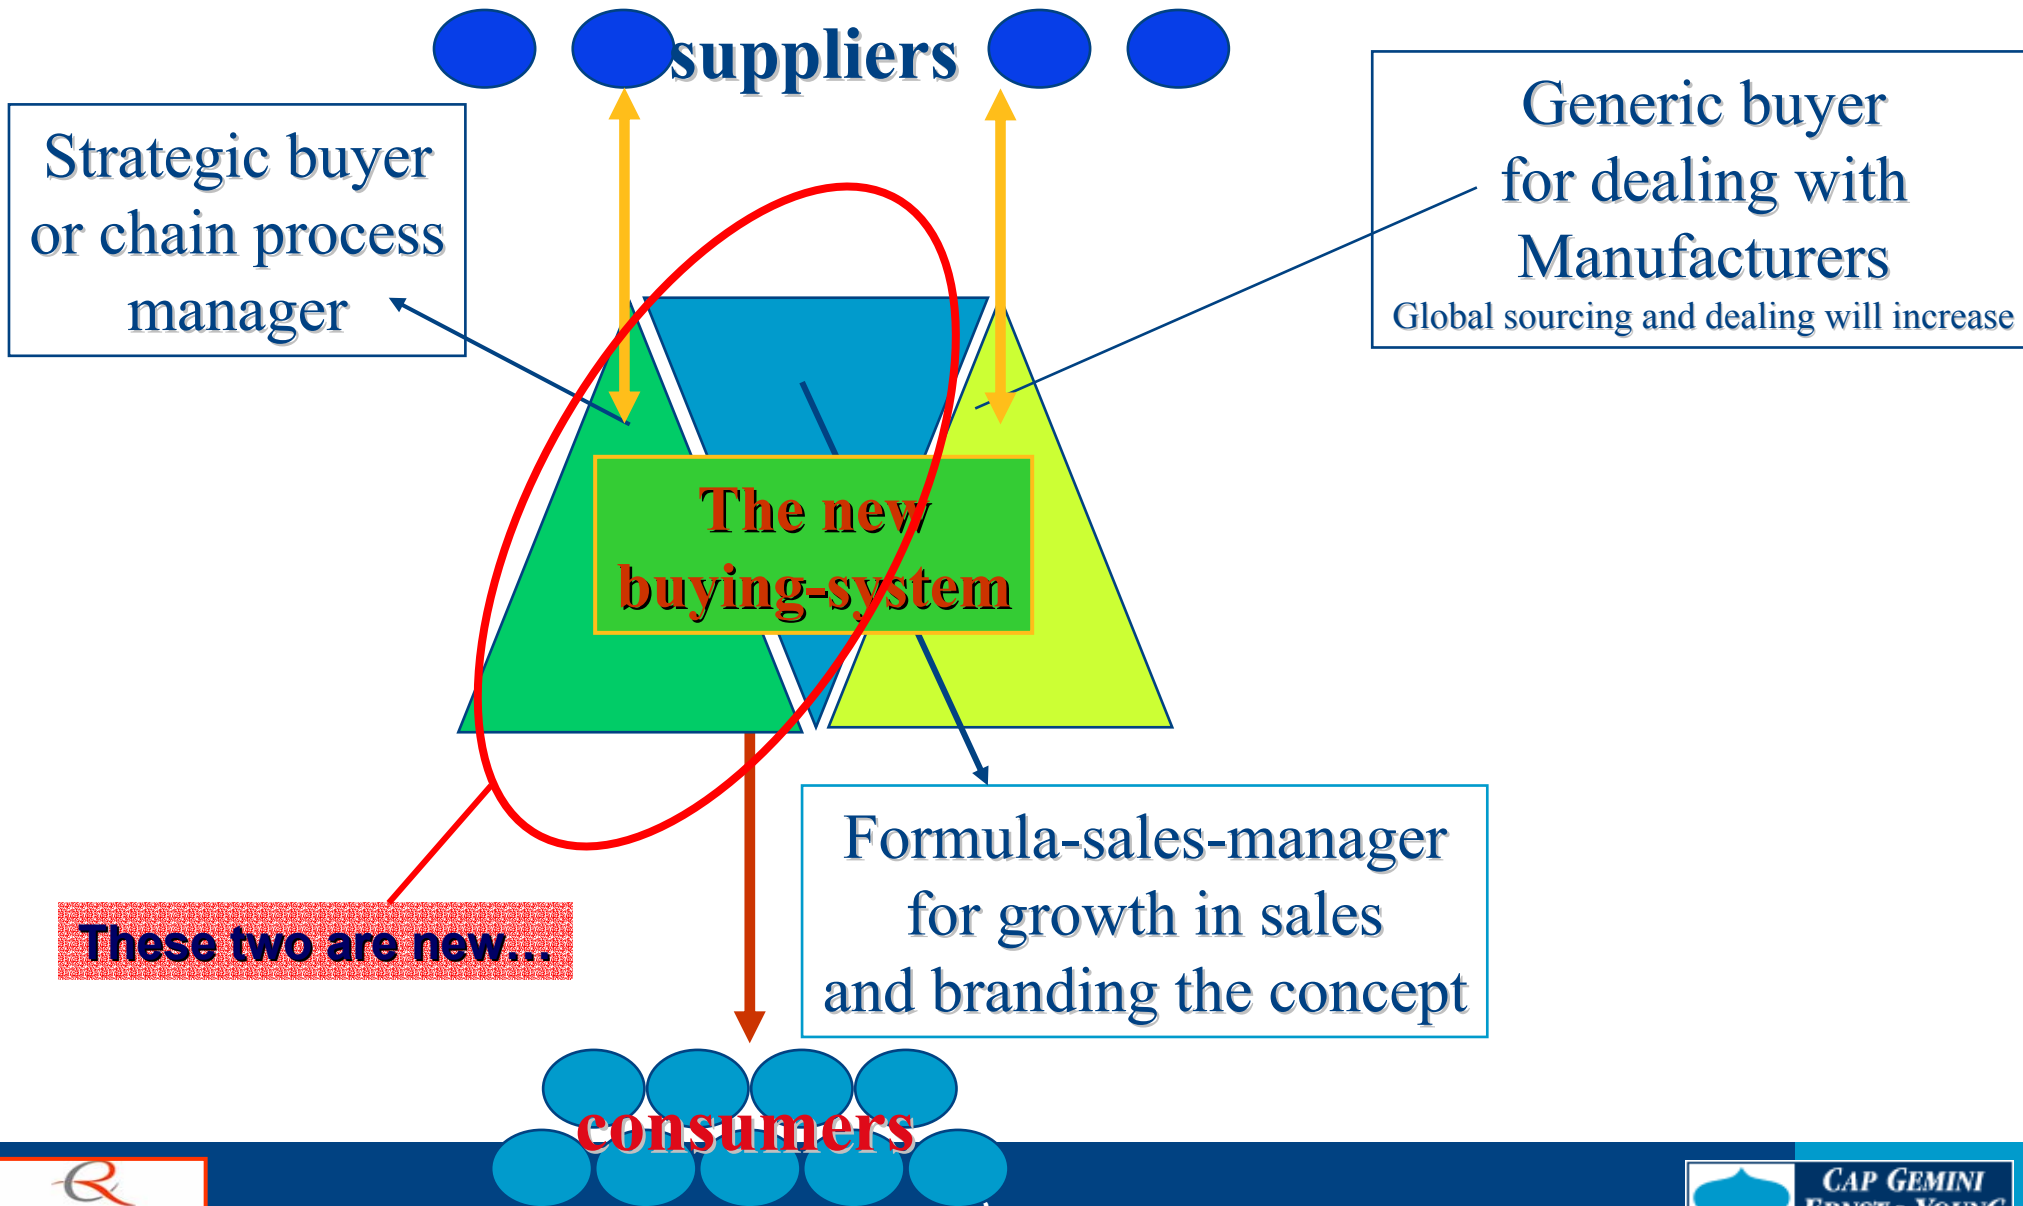 suppliers
Strategic buyer
or chain process
manager
Generic buyer
for dealing with
Manufacturers
Global sourcing and dealing will increase
The new
buying-system
These two are new…
Formula-sales-manager
for growth in sales
and branding the concept
consumers
CAP GEMINI
ERNST & YOUNG